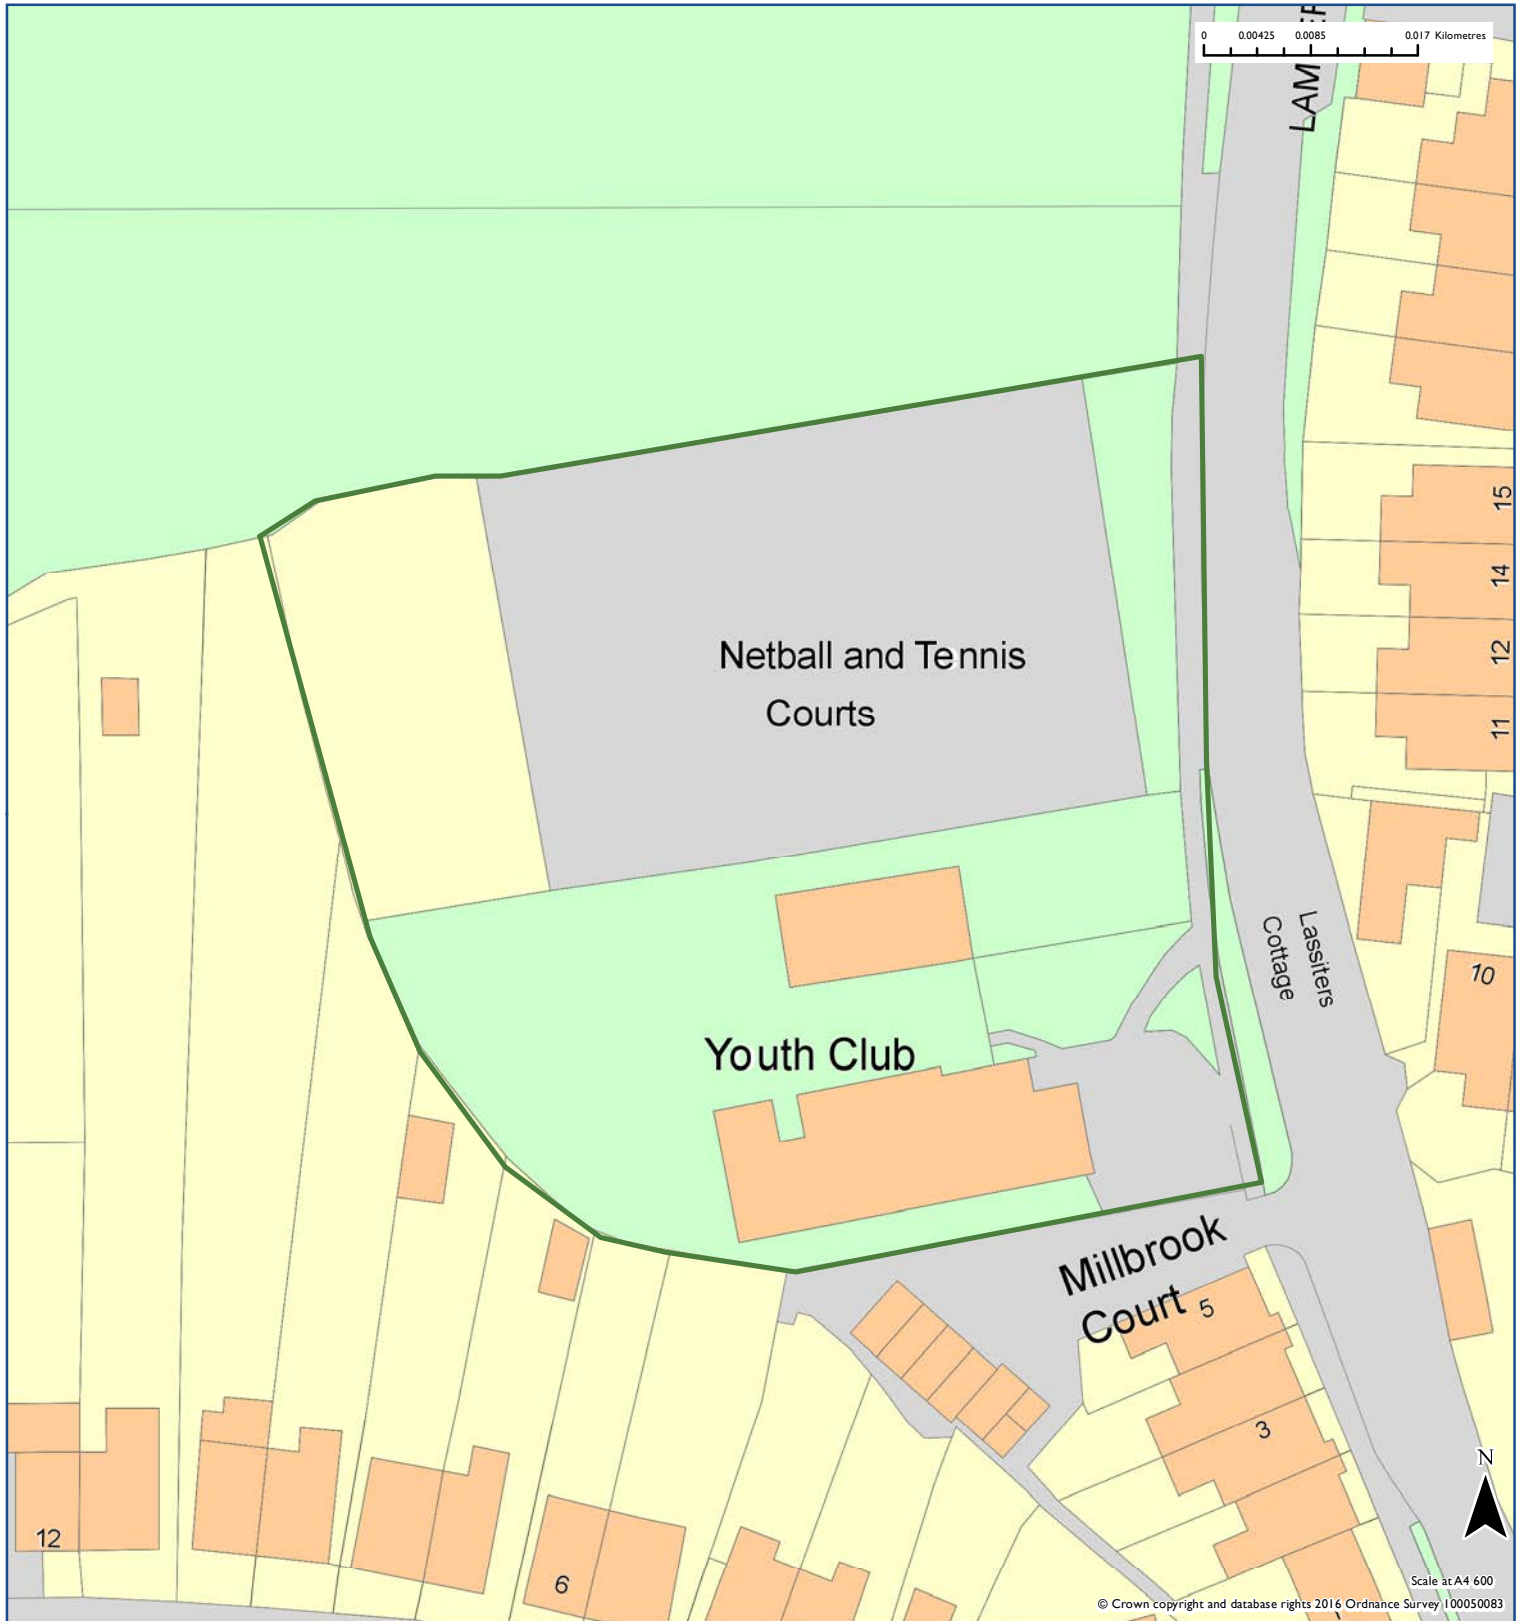 0 0.00425 0.0085 0.017 Kilometres
15
14
Netball and Tennis
Courts
12
11
Lassiters
Cottage
10
Youth Club
Millbrook
Court
5
3
N
12
6
Scale at A4 600
© Crown copyright and database rights 2016 Ordnance Survey 100050083